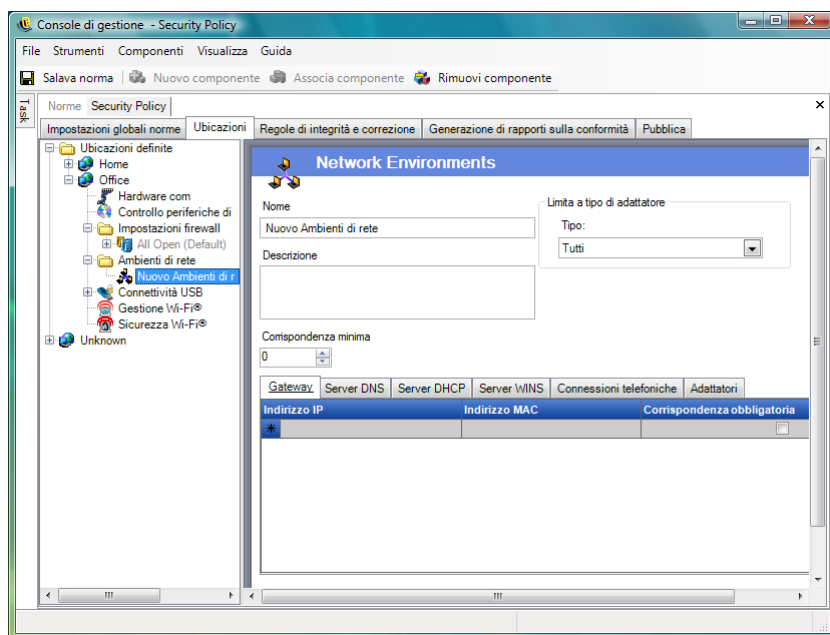 Console di gestione - Security Policy
File Strumenti Componenti Visualizza Guida
Salava norma Nuovo componente Associa componente Rimuovi componente
Task
Norme Security Policy
Impostazioni globali norme Ubicazioni Regole di integrità e correzione Generazione di rapporti sulla conformità Pubblica
Ubicazioni definite
Home
Office
Hardware com
Controllo periferiche di
Impostazioni firewall
All Open (Default)
Ambienti di rete
Nuovo Ambienti di r
Connettività USB
Gestione Wi-Fi®
Sicurezza Wi-Fi®
Unknown
Network Environments
Nome
Nuovo Ambienti di rete
Descrizione
Limita a tipo di adattatore
Tipo:
Tutti
Corrispondenza minima
0
Gateway Server DNS Server DHCP Server WINS Connessioni telefoniche Adattatori
Indirizzo IP Indirizzo MAC Corrispondenza obbligatoria